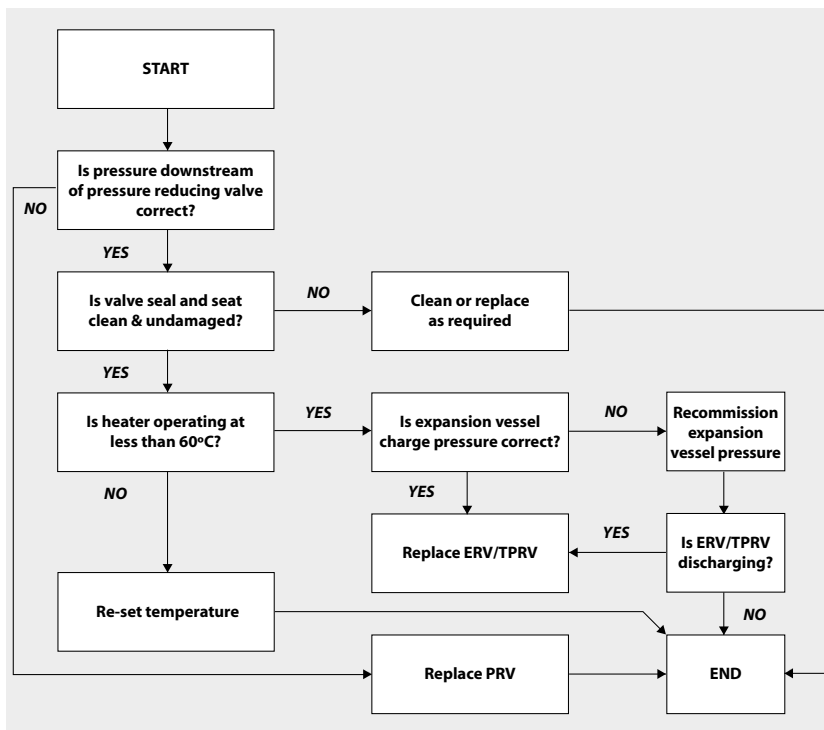 START
Is pressure downstream
of pressure reducing valve
correct?
NO
YES
Is valve seal and seat
clean & undamaged?
NO
Clean or replace
as required
YES
Is heater operating at
less than 60ºC?
YES
Is expansion vessel
charge pressure correct?
NO
Recommission
expansion
vessel pressure
NO
YES
Replace ERV/TPRV
YES
Is ERV/TPRV
discharging?
Re-set temperature
NO
Replace PRV
END